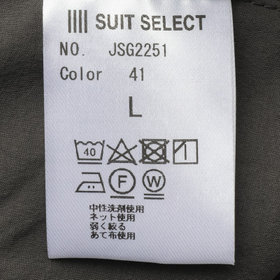 SUIT SELECT
NO. JSG2251
Color 41
L
40 1
F W
中性洗剤使用
ネット使用
弱く絞る
あて布使用